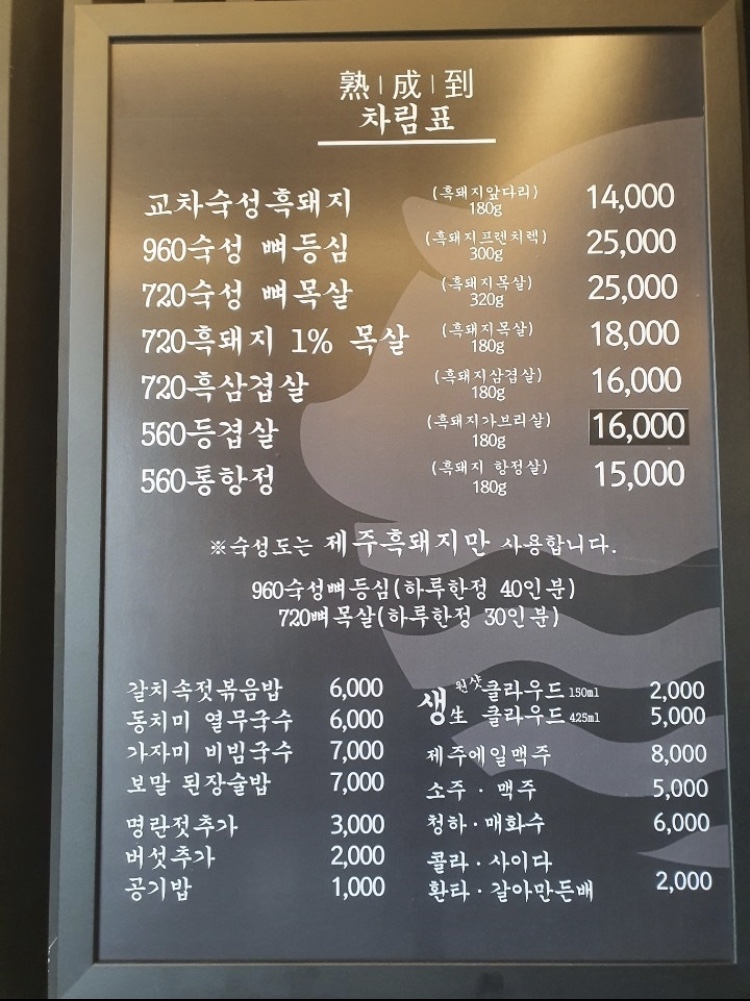 熟|成|到
차림표
교차숙성흑돼지 (흑돼지앞다리) 180g 14,000
960숙성 뼈등심 (흑돼지프렌치랙) 300g 25,000
720숙성 뼈목살 (흑돼지목살) 320g 25,000
720흑돼지 1% 목살 (흑돼지목살) 180g 18,000
720흑삼겹살 (흑돼지삼겹살) 180g 16,000
560등겹살 (흑돼지가브리살) 180g 16,000
560통항정 (흑돼지 항정살) 180g 15,000
※숙성도는 제주흑돼지만 사용합니다.
960숙성뼈등심(하루한정 40인분)
720뼈목살(하루한정 30인분)
갈치속젓볶음밥 6,000
동치미 열무국수 6,000
가자미 비빔국수 7,000
보말 된장술밥 7,000
명란젓추가 3,000
버섯추가 2,000
공기밥 1,000
생 원샷 클라우드 150ml 2,000
生 클라우드 425ml 5,000
제주에일맥주 8,000
소주 · 맥주 5,000
청하 · 매화수 6,000
콜라 · 사이다
환타 · 갈아만든배 2,000